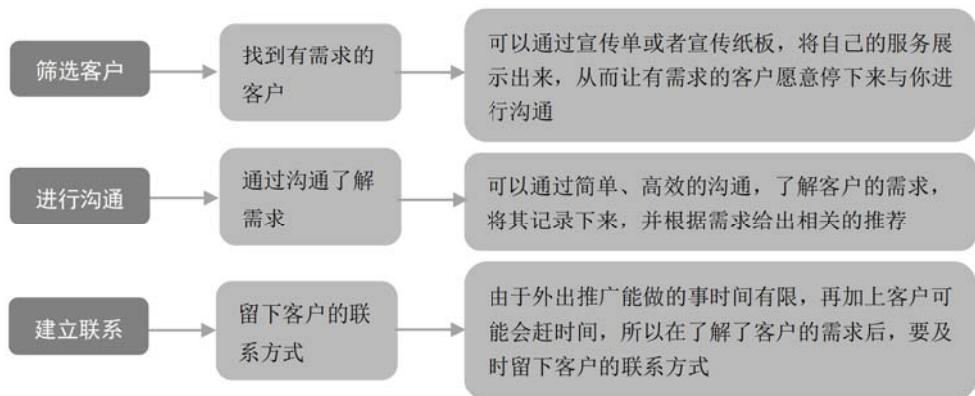 筛选客户
找到有需求的
客户
可以通过宣传单或者宣传纸板，将自己的服务展
示出来，从而让有需求的客户愿意停下来与你进
行沟通
进行沟通
通过沟通了解
需求
可以通过简单、高效的沟通，了解客户的需求，
将其记录下来，并根据需求给出相关的推荐
建立联系
留下客户的联
系方式
由于外出推广能做的事时间有限，再加上客户可
能会赶时间，所以在了解了客户的需求后，要及
时留下客户的联系方式